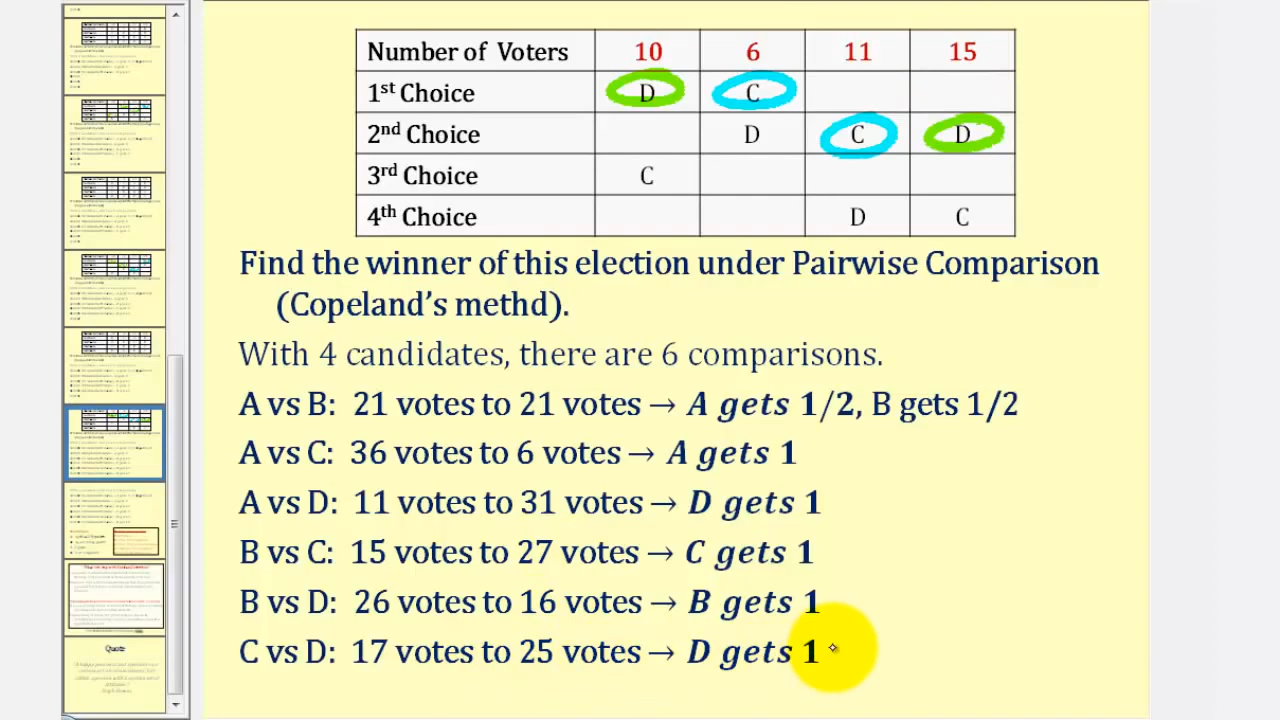 Number of Voters 10 6 11 15
1st Choice D C
2nd Choice D C D
3rd Choice C
4th Choice D C
Find the winner of this election under Pairwise Comparison
(Copeland's methd).
With 4 candidates, there are 6 comparisons.
A vs B: 21 votes to 21 votes → A gets 1/2, B gets 1/2
A vs C: 36 votes to 6 votes → A gets 1
A vs D: 11 votes to 31 votes → D gets 1
B vs C: 15 votes to 27 votes → C gets 1
B vs D: 26 votes to 16 votes → B gets 1
C vs D: 17 votes to 25 votes → D gets 1
Quote